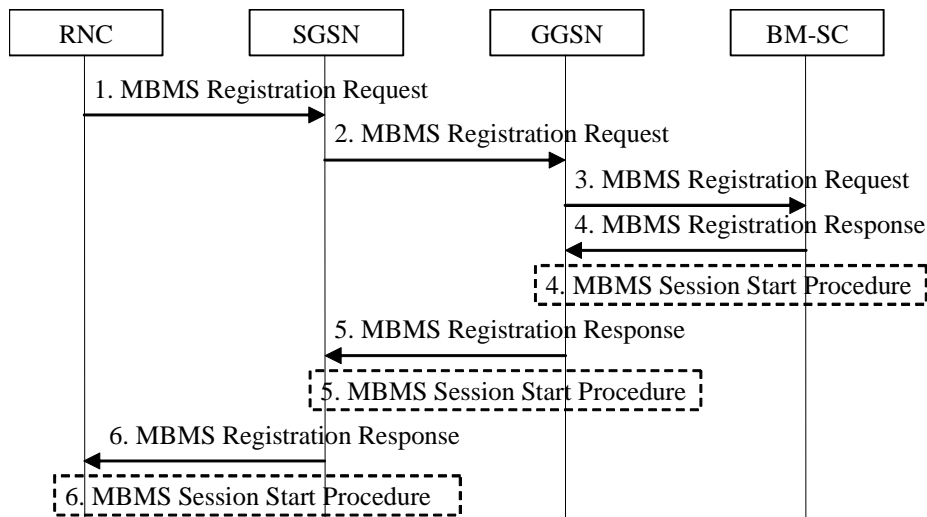 RNC
SGSN
GGSN
BM-SC
1. MBMS Registration Request
2. MBMS Registration Request
3. MBMS Registration Request
4. MBMS Registration Response
4. MBMS Session Start Procedure
5. MBMS Registration Response
5. MBMS Session Start Procedure
6. MBMS Registration Response
6. MBMS Session Start Procedure